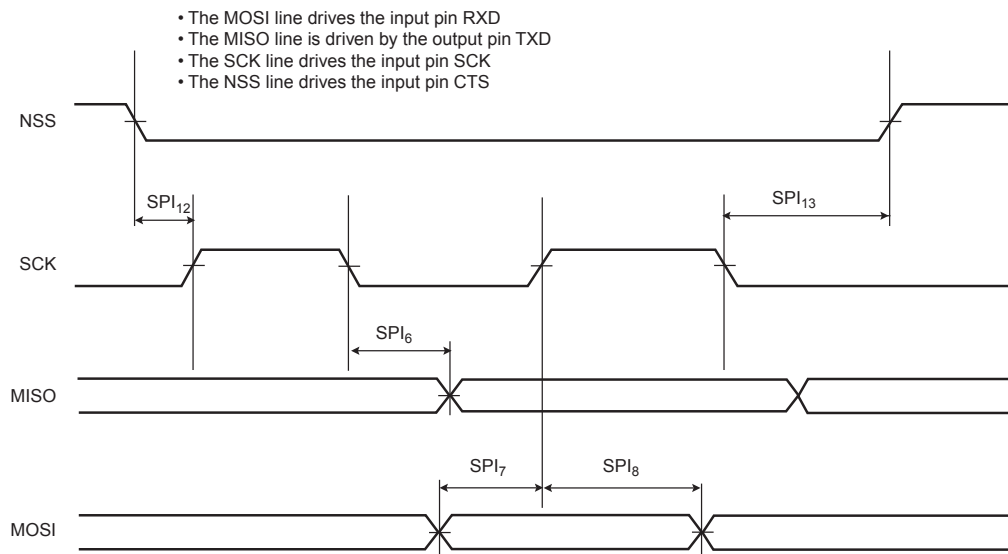 • The MOSI line drives the input pin RXD
• The MISO line is driven by the output pin TXD
• The SCK line drives the input pin SCK
• The NSS line drives the input pin CTS
NSS
SPI12
SPI13
SCK
SPI6
MISO
SPI7
SPI8
MOSI